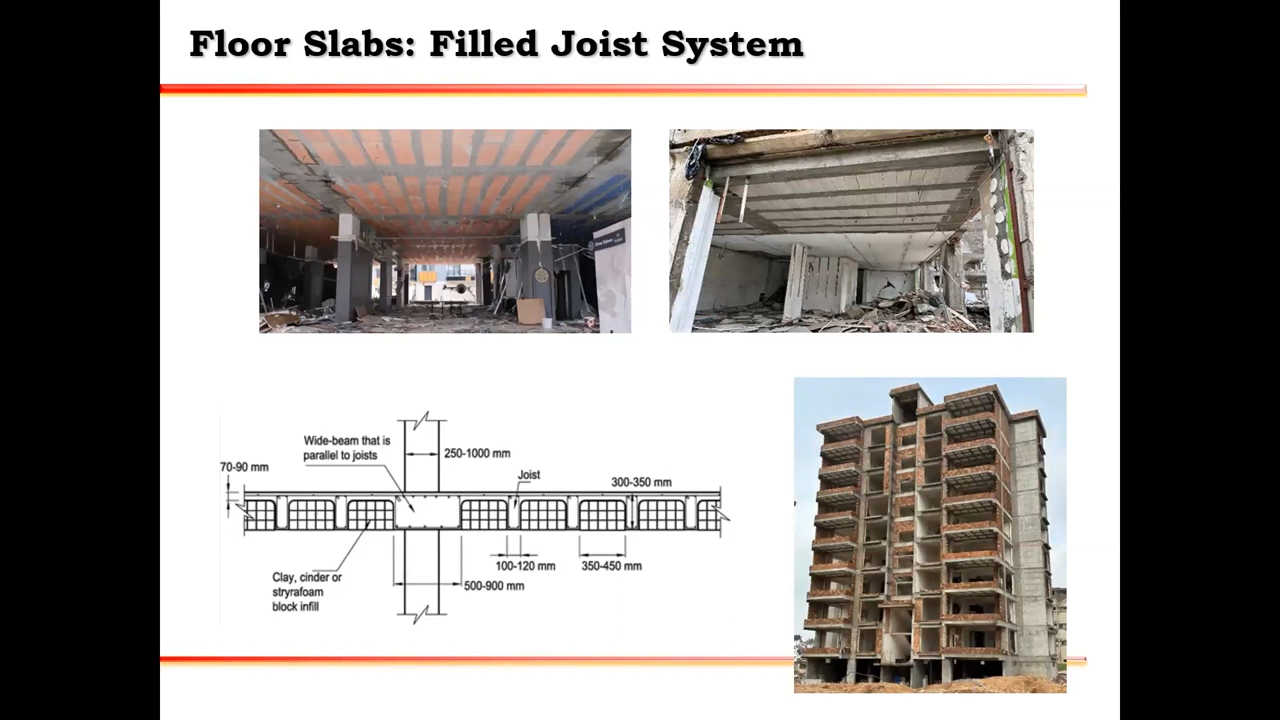 Floor Slabs: Filled Joist System
Wide-beam that is
parallel to joists
250-1000 mm
70-90 mm
Joist
300-350 mm
100-120 mm
350-450 mm
500-900 mm
Clay, cinder or
stryrafoam
block infill